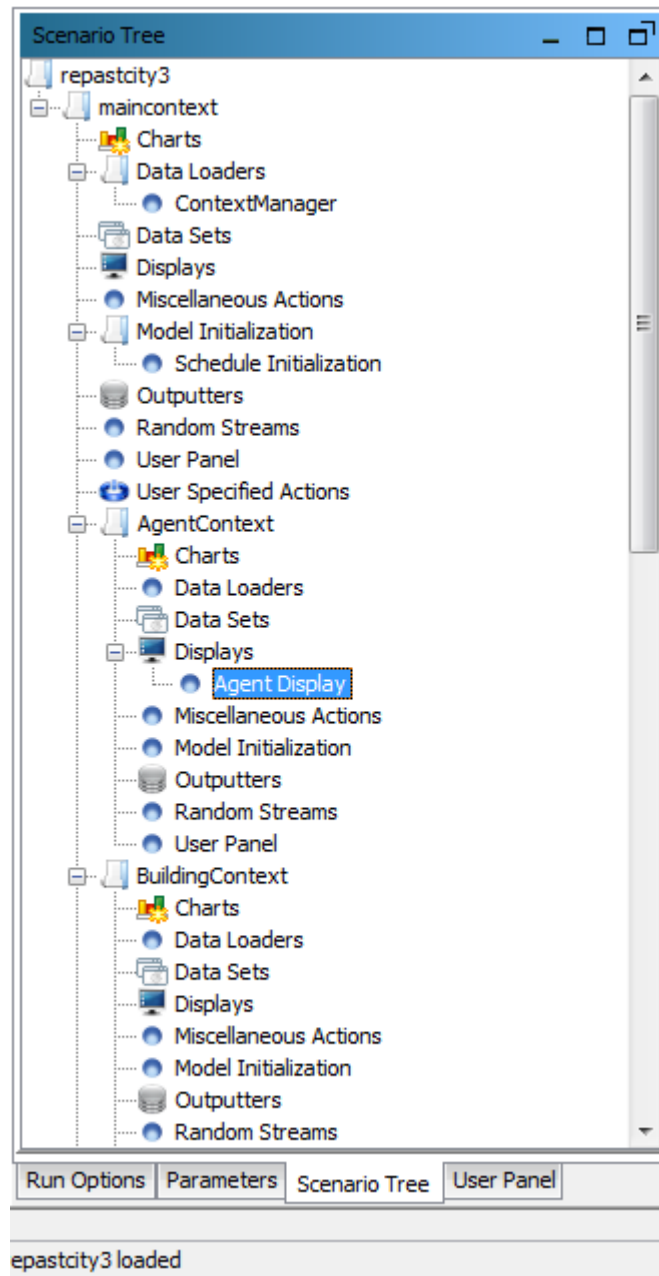 Scenario Tree
repastcity3
maincontext
Charts
Data Loaders
ContextManager
Data Sets
Displays
Miscellaneous Actions
Model Initialization
Schedule Initialization
Outputters
Random Streams
User Panel
User Specified Actions
AgentContext
Charts
Data Loaders
Data Sets
Displays
Agent Display
Miscellaneous Actions
Model Initialization
Outputters
Random Streams
User Panel
BuildingContext
Charts
Data Loaders
Data Sets
Displays
Miscellaneous Actions
Model Initialization
Outputters
Random Streams
Run Options Parameters Scenario Tree User Panel
epastcity3 loaded